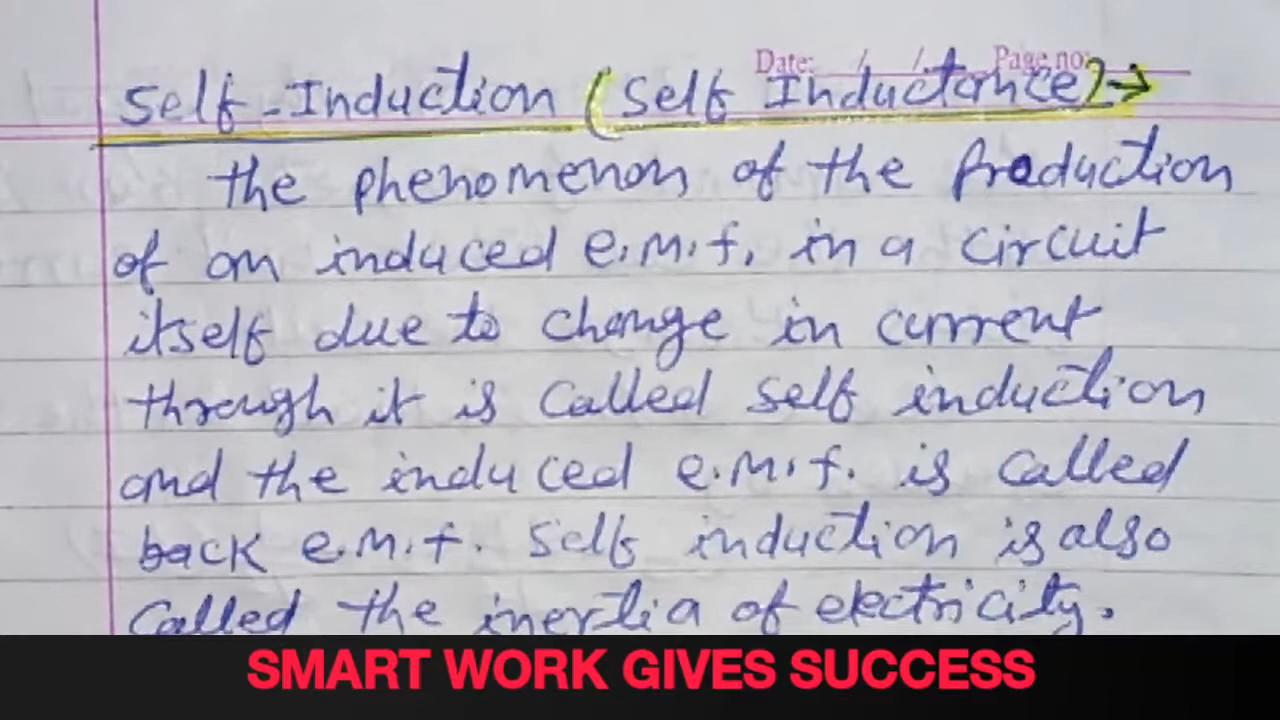 Date: / / Page no:
Self-Induction (Self Inductance)→
the phenomenon of the production
of an induced e.m.f. in a circuit
itself due to change in current
through it is called self induction
and the induced e.m.f. is called
back e.m.f. Self induction is also
called the inertia of electricity.
SMART WORK GIVES SUCCESS